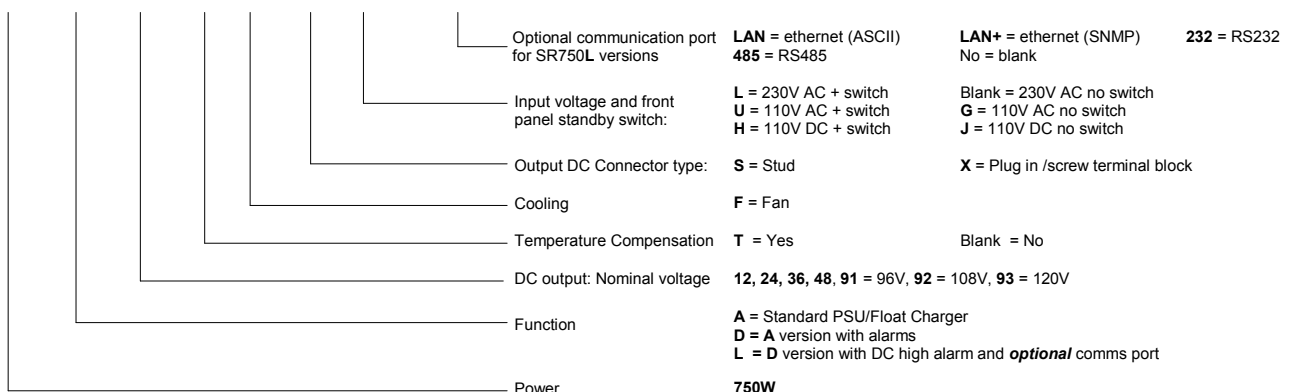 Optional communication port LAN = ethernet (ASCII) LAN+ = ethernet (SNMP) 232 = RS232
for SR750L versions 485 = RS485 No = blank
L = 230V AC + switch Blank = 230V AC no switch
Input voltage and front U = 110V AC + switch G = 110V AC no switch
panel standby switch: H = 110V DC + switch J = 110V DC no switch
Output DC Connector type: S = Stud X = Plug in /screw terminal block
Cooling F = Fan
Temperature Compensation T = Yes Blank = No
DC output: Nominal voltage 12, 24, 36, 48, 91 = 96V, 92 = 108V, 93 = 120V
A = Standard PSU/Float Charger
Function D = A version with alarms
L = D version with DC high alarm and optional comms port
Power 750W